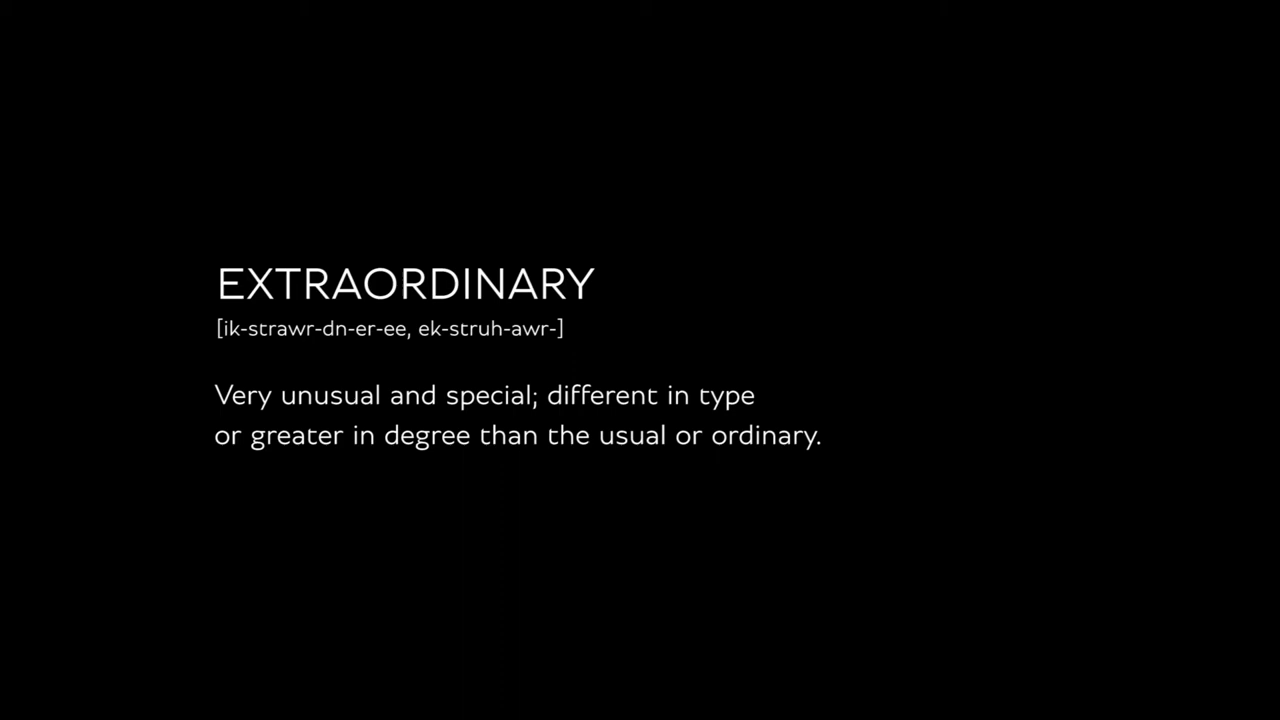 EXTRAORDINARY
[ik-strawr-dn-er-ee, ek-struh-awr-]
Very unusual and special; different in type
or greater in degree than the usual or ordinary.